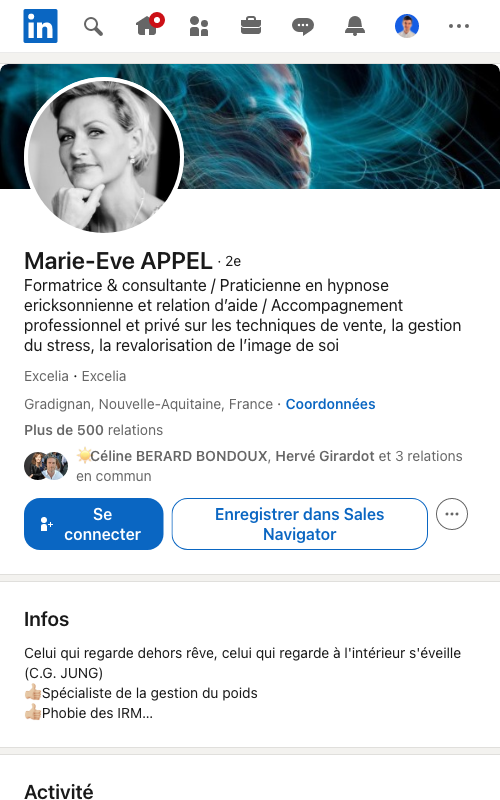 in
Marie-Eve APPEL · 2e
Formatrice & consultante / Praticienne en hypnose
ericksonnienne et relation d’aide / Accompagnement
professionnel et privé sur les techniques de vente, la gestion
du stress, la revalorisation de l’image de soi
Excelia · Excelia
Gradignan, Nouvelle-Aquitaine, France · Coordonnées
Plus de 500 relations
☀️Céline BERARD BONDOUX, Hervé Girardot et 3 relations
en commun
Se
connecter
Enregistrer dans Sales
Navigator
Infos
Celui qui regarde dehors rêve, celui qui regarde à l'intérieur s'éveille
(C.G. JUNG)
👍🏼Spécialiste de la gestion du poids
👍🏼Phobie des IRM…
Activité